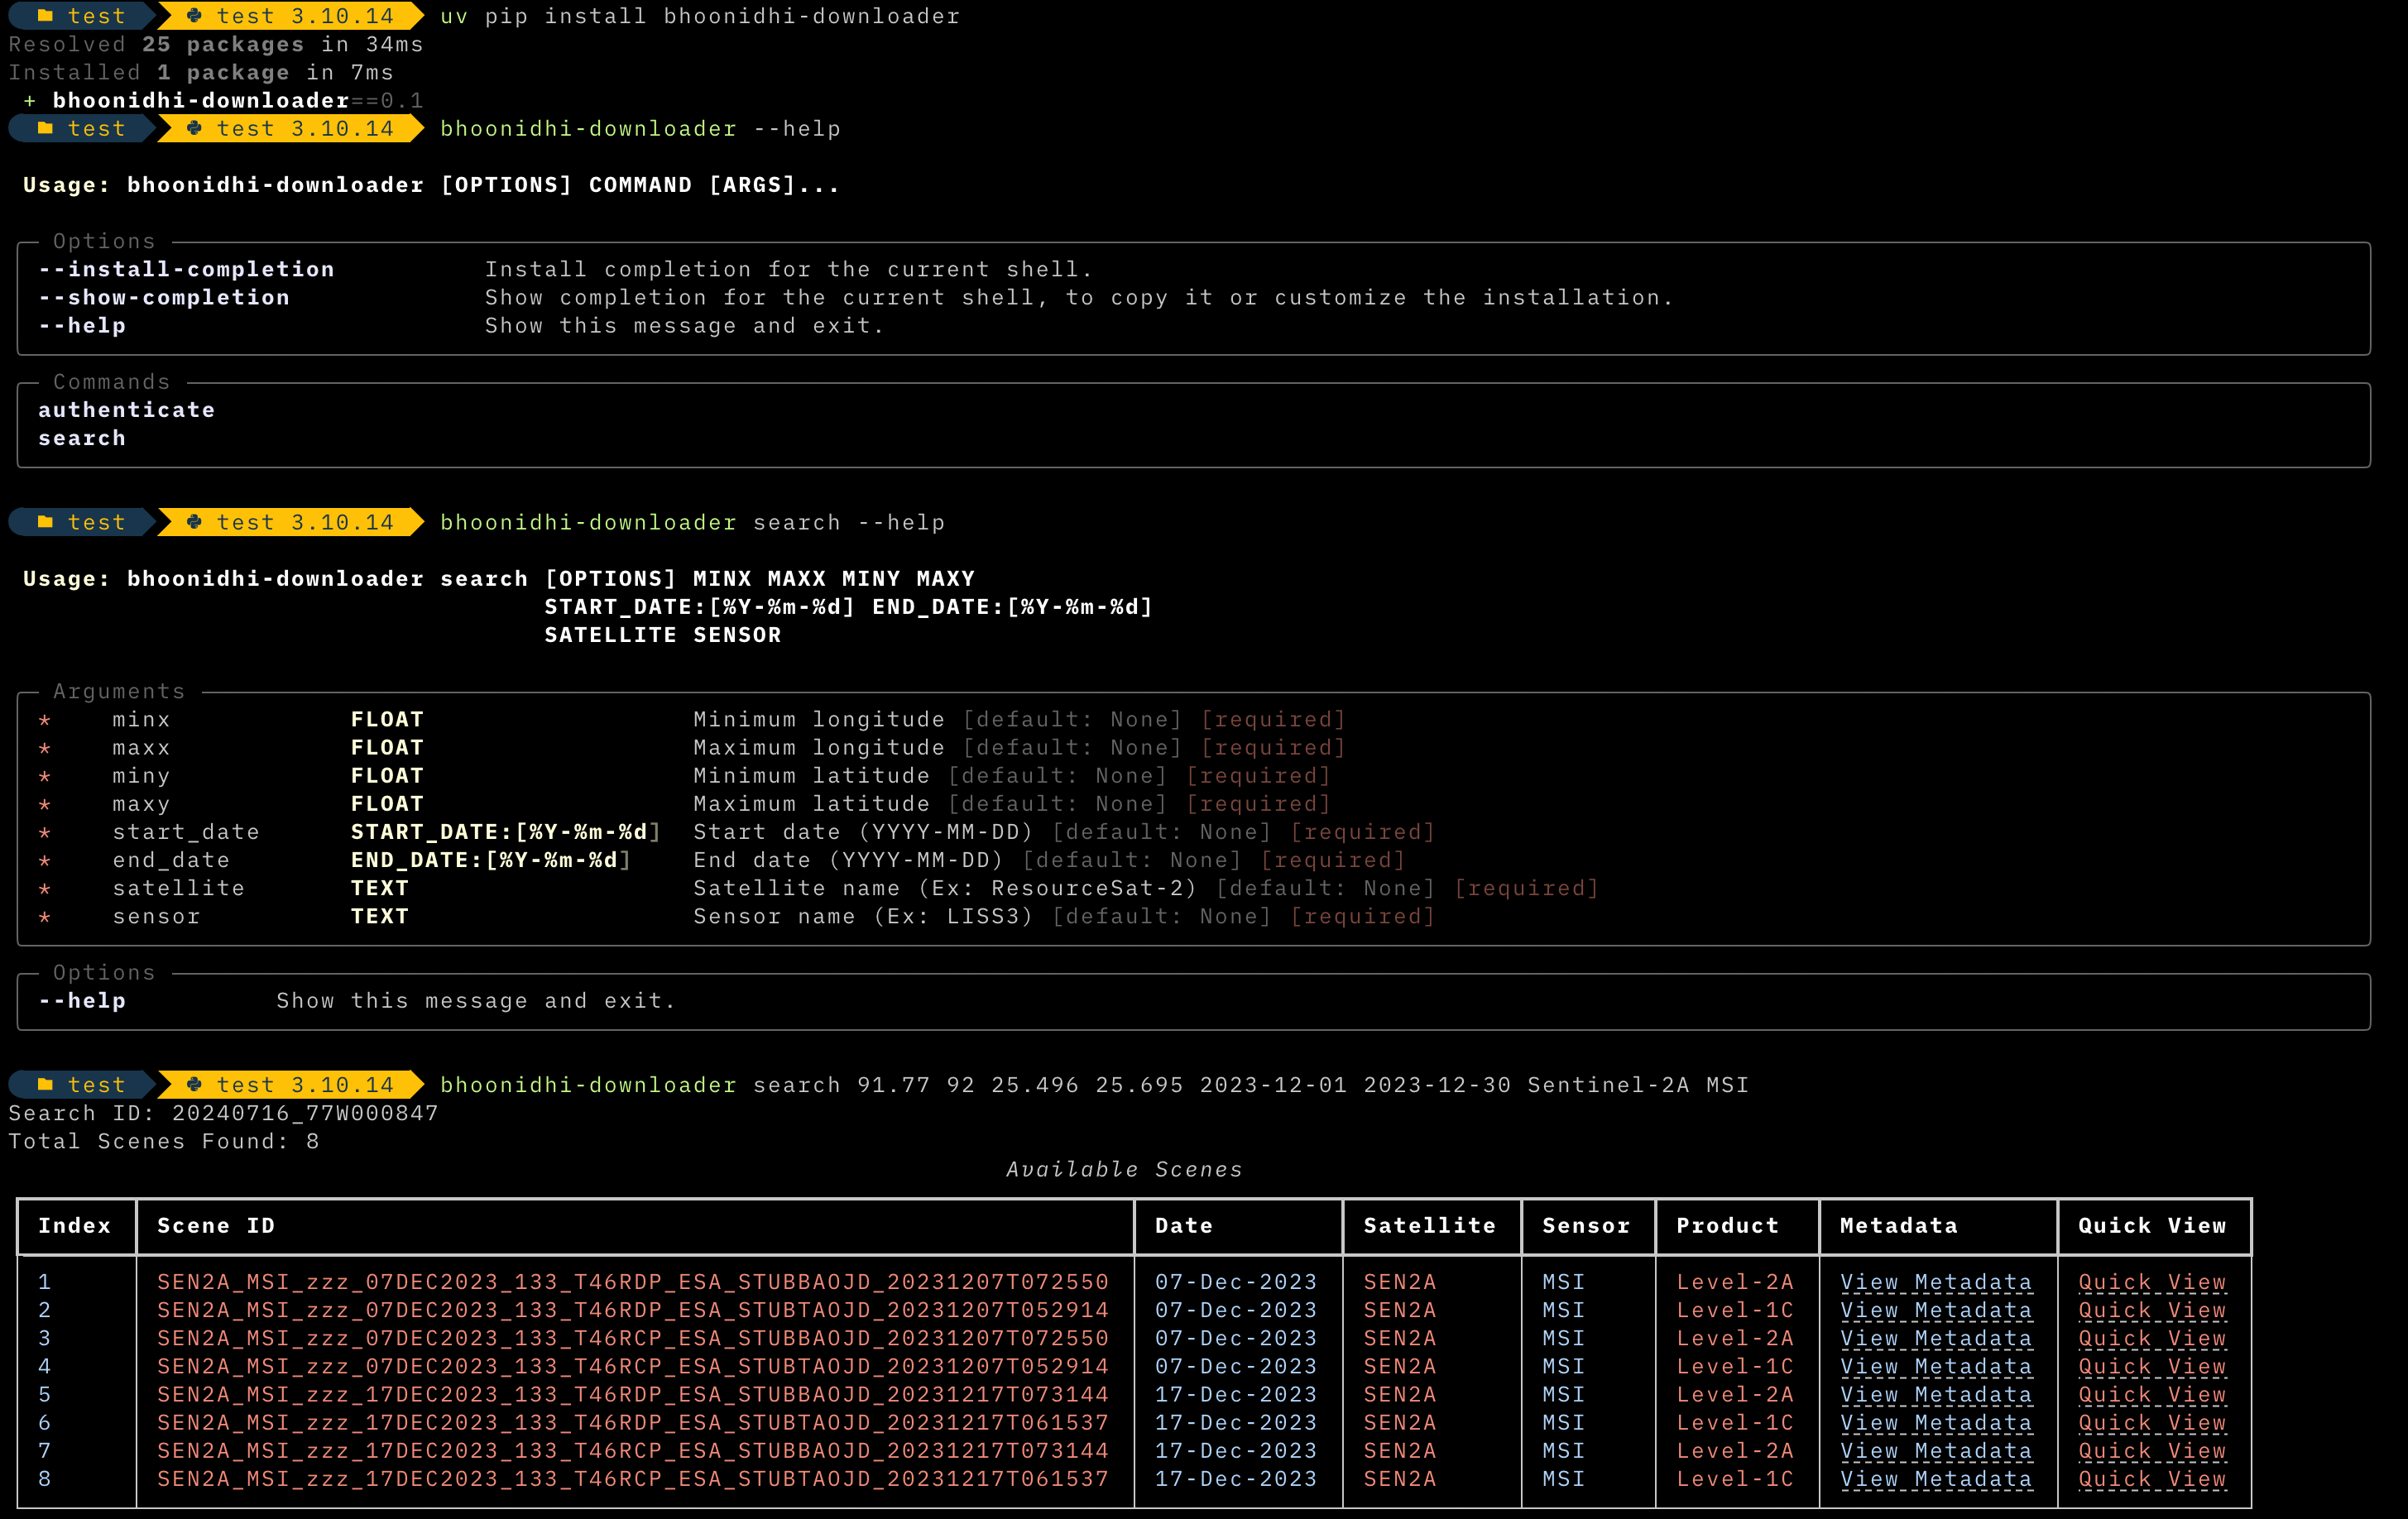 test test 3.10.14 uv pip install bhoonidhi-downloader
Resolved 25 packages in 34ms
Installed 1 package in 7ms
+ bhoonidhi-downloader==0.1
test test 3.10.14 bhoonidhi-downloader --help
Usage: bhoonidhi-downloader [OPTIONS] COMMAND [ARGS]...
Options
--install-completion Install completion for the current shell.
--show-completion Show completion for the current shell, to copy it or customize the installation.
--help Show this message and exit.
Commands
authenticate
search
test test 3.10.14 bhoonidhi-downloader search --help
Usage: bhoonidhi-downloader search [OPTIONS] MINX MAXX MINY MAXY
START_DATE:[%Y-%m-%d] END_DATE:[%Y-%m-%d]
SATELLITE SENSOR
Arguments
* minx FLOAT Minimum longitude [default: None] [required]
* maxx FLOAT Maximum longitude [default: None] [required]
* miny FLOAT Minimum latitude [default: None] [required]
* maxy FLOAT Maximum latitude [default: None] [required]
* start_date START_DATE:[%Y-%m-%d] Start date (YYYY-MM-DD) [default: None] [required]
* end_date END_DATE:[%Y-%m-%d] End date (YYYY-MM-DD) [default: None] [required]
* satellite TEXT Satellite name (Ex: ResourceSat-2) [default: None] [required]
* sensor TEXT Sensor name (Ex: LISS3) [default: None] [required]
Options
--help Show this message and exit.
test test 3.10.14 bhoonidhi-downloader search 91.77 92 25.496 25.695 2023-12-01 2023-12-30 Sentinel-2A MSI
Search ID: 20240716_77W000847
Total Scenes Found: 8
Available Scenes
Index Scene ID Date Satellite Sensor Product Metadata Quick View
1 SEN2A_MSI_zzz_07DEC2023_133_T46RDP_ESA_STUBBAOJD_20231207T072550 07-Dec-2023 SEN2A MSI Level-2A View Metadata Quick View
2 SEN2A_MSI_zzz_07DEC2023_133_T46RDP_ESA_STUBTAOJD_20231207T052914 07-Dec-2023 SEN2A MSI Level-1C View Metadata Quick View
3 SEN2A_MSI_zzz_07DEC2023_133_T46RCP_ESA_STUBBAOJD_20231207T072550 07-Dec-2023 SEN2A MSI Level-2A View Metadata Quick View
4 SEN2A_MSI_zzz_07DEC2023_133_T46RCP_ESA_STUBTAOJD_20231207T052914 07-Dec-2023 SEN2A MSI Level-1C View Metadata Quick View
5 SEN2A_MSI_zzz_17DEC2023_133_T46RDP_ESA_STUBBAOJD_20231217T073144 17-Dec-2023 SEN2A MSI Level-2A View Metadata Quick View
6 SEN2A_MSI_zzz_17DEC2023_133_T46RDP_ESA_STUBTAOJD_20231217T061537 17-Dec-2023 SEN2A MSI Level-1C View Metadata Quick View
7 SEN2A_MSI_zzz_17DEC2023_133_T46RCP_ESA_STUBBAOJD_20231217T073144 17-Dec-2023 SEN2A MSI Level-2A View Metadata Quick View
8 SEN2A_MSI_zzz_17DEC2023_133_T46RCP_ESA_STUBTAOJD_20231217T061537 17-Dec-2023 SEN2A MSI Level-1C View Metadata Quick View